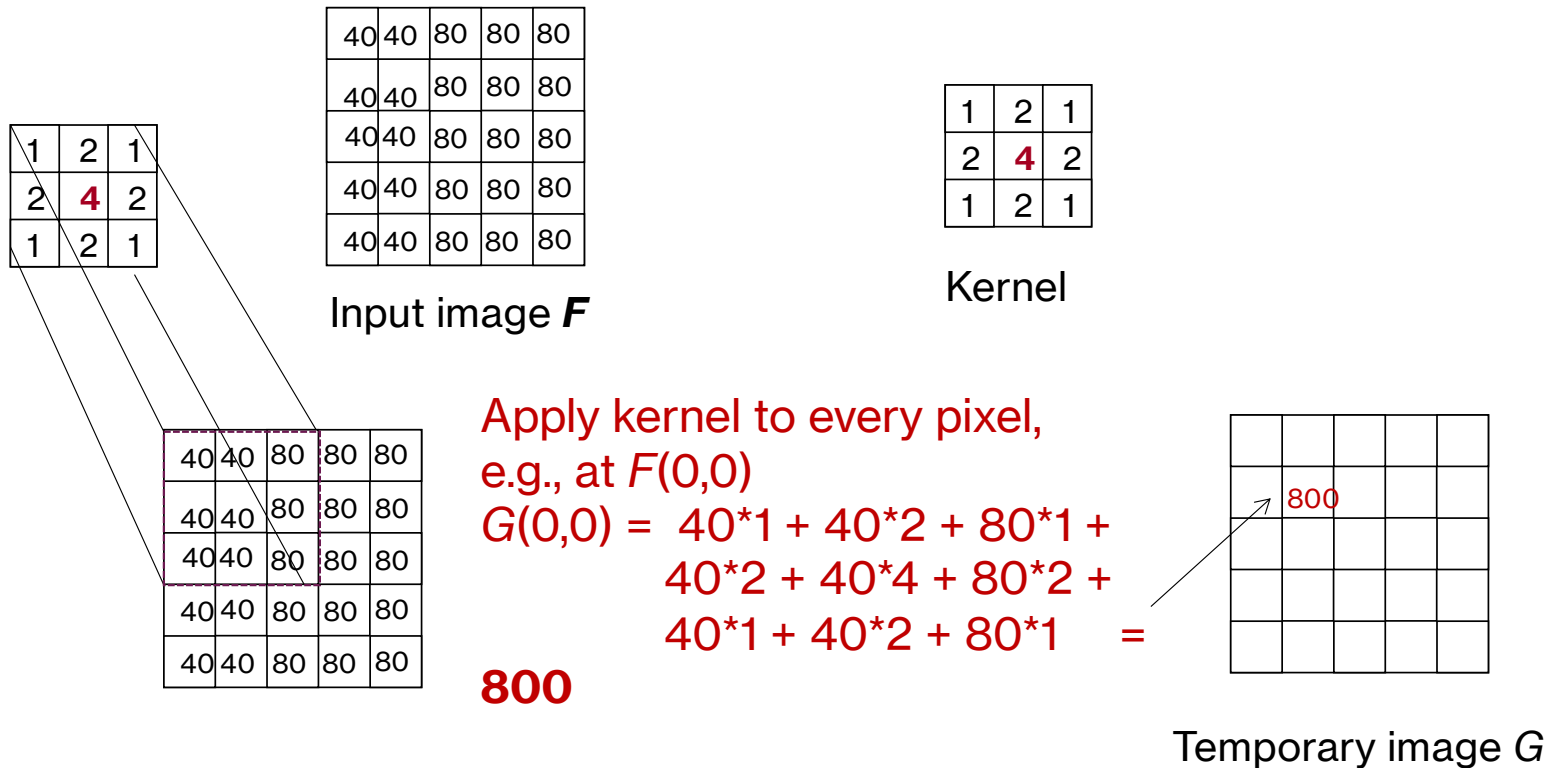 40 40 80 80 80
40 40 80 80 80
40 40 80 80 80
40 40 80 80 80
40 40 80 80 80
Input image F
1 2 1
2 4 2
1 2 1
Kernel
1 2 1
2 4 2
1 2 1
40 40 80 80 80
40 40 80 80 80
40 40 80 80 80
40 40 80 80 80
40 40 80 80 80
Apply kernel to every pixel,
e.g., at F(0,0)
G(0,0) = 40*1 + 40*2 + 80*1 +
40*2 + 40*4 + 80*2 +
40*1 + 40*2 + 80*1 =
800
800
Temporary image G